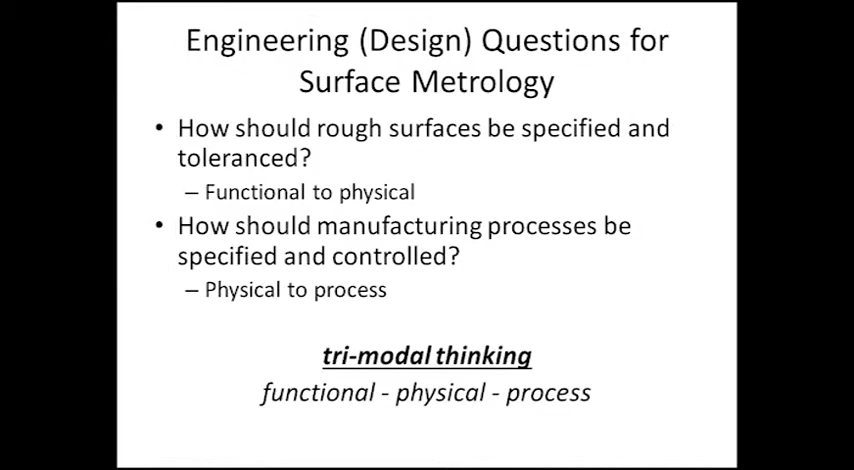 Engineering (Design) Questions for
Surface Metrology
• How should rough surfaces be specified and
toleranced?
– Functional to physical
• How should manufacturing processes be
specified and controlled?
– Physical to process
tri-modal thinking
functional - physical - process